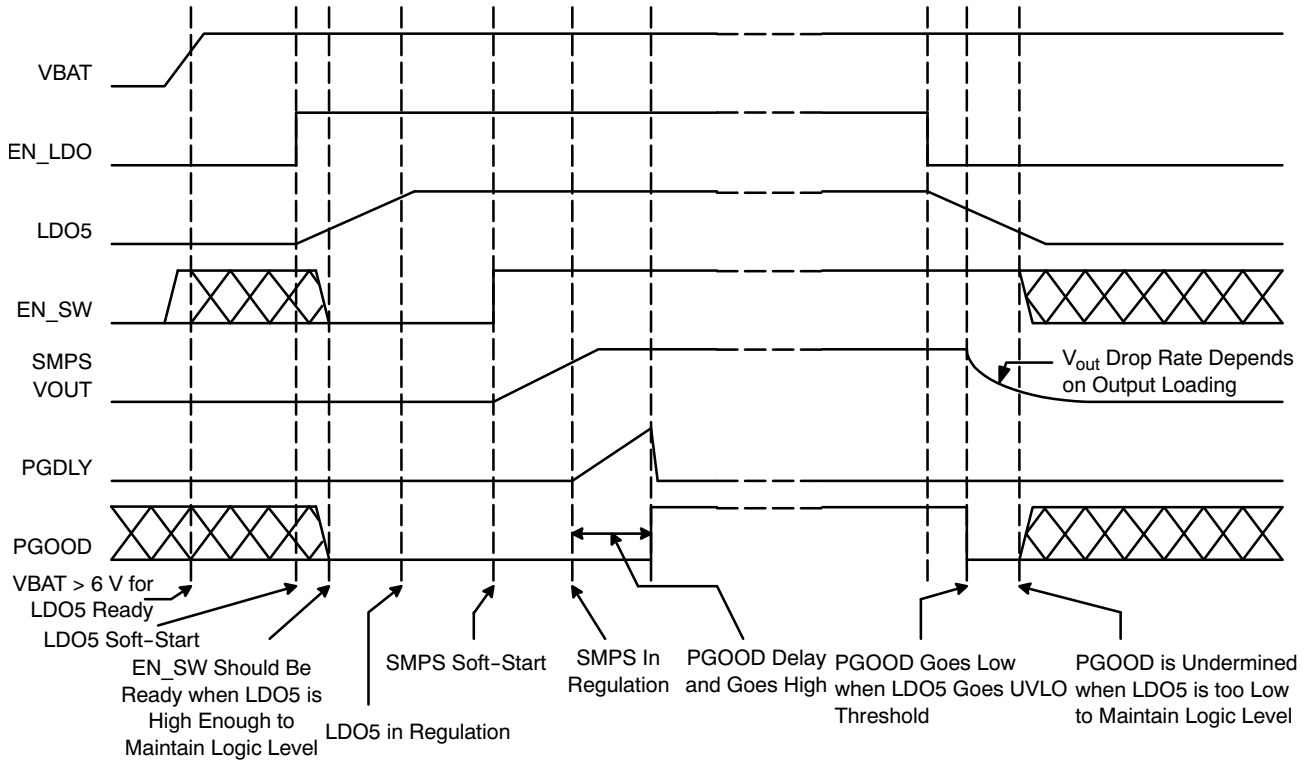 VBAT
EN_LDO
LDO5
EN_SW
SMPS
VOUT
Vout Drop Rate Depends
on Output Loading
PGDLY
PGOOD
VBAT > 6 V for
LDO5 Ready
LDO5 Soft-Start
EN_SW Should Be
Ready when LDO5 is
High Enough to
Maintain Logic Level
LDO5 in Regulation
SMPS Soft-Start
SMPS In
Regulation
PGOOD Delay
and Goes High
PGOOD Goes Low
when LDO5 Goes UVLO
Threshold
PGOOD is Undermined
when LDO5 is too Low
to Maintain Logic Level